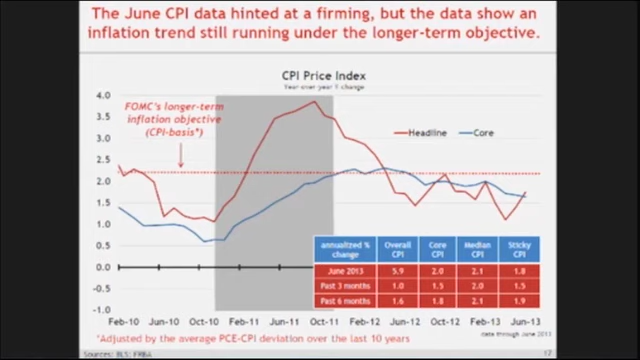 The June CPI data hinted at a firming, but the data show an
inflation trend still running under the longer-term objective.
CPI Price Index
Year over year % change
4.0
3.5
3.0
2.5
2.0
1.5
1.0
0.5
0.0
-0.5
-1.0
FOMC's longer-term
inflation objective
(CPI-basis*)
Headline Core
annualized % change Overall CPI Core CPI Median CPI Sticky CPI
June 2013 5.9 2.0 2.1 1.8
Past 3 months 1.0 1.5 2.0 1.5
Past 6 months 1.6 1.8 2.1 1.9
Feb-10 Jun-10 Oct-10 Feb-11 Jun-11 Oct-11 Feb-12 Jun-12 Oct-12 Feb-13 Jun-13
data through June 2013
*Adjusted by the average PCE-CPI deviation over the last 10 years
Sources: BLS; FRBA
17